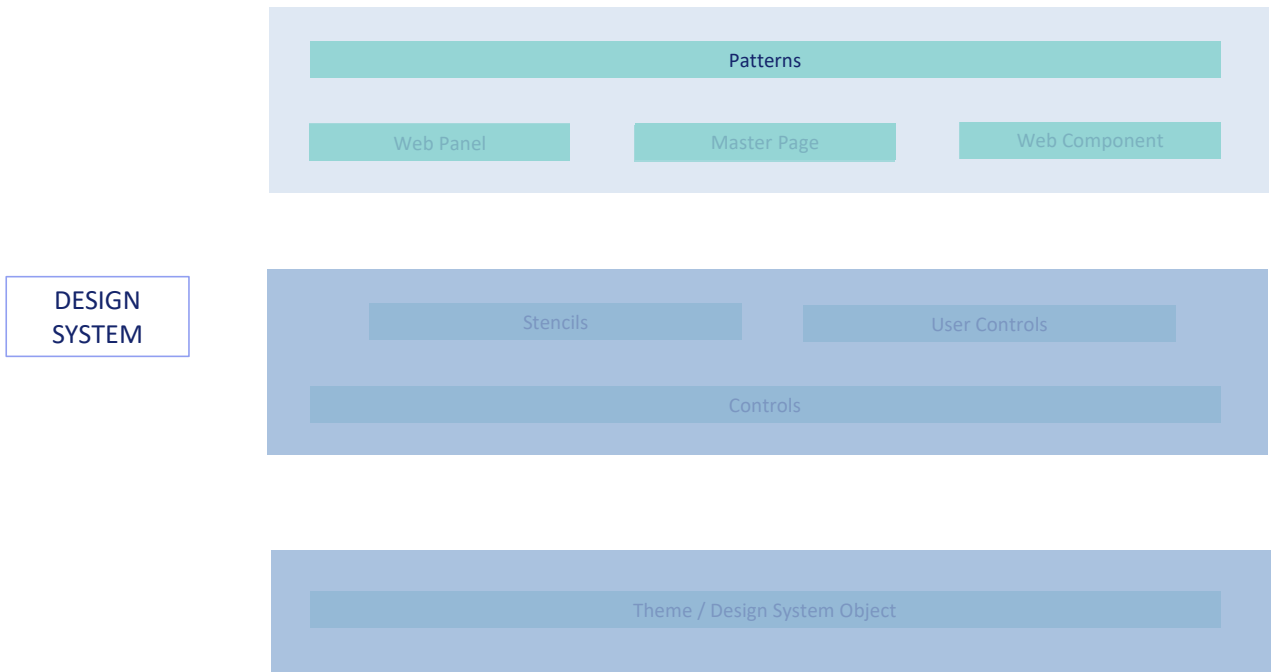 Patterns
Web Panel
Master Page
Web Component
DESIGN
SYSTEM
Stencils
User Controls
Controls
Theme / Design System Object